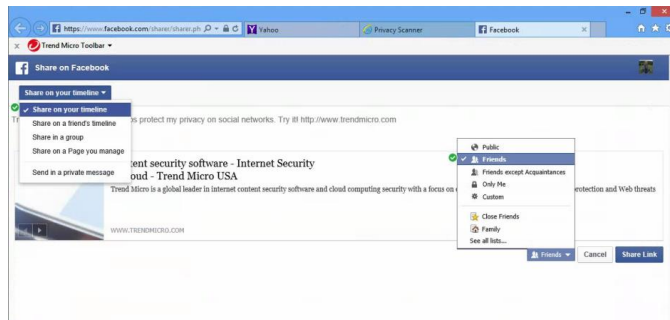 https://www.facebook.com/sharer/sharer.ph
Yahoo
Privacy Scanner
Facebook
Trend Micro Toolbar
Share on Facebook
Share on your timeline
Share on your timeline
Share on a friend's timeline
Share in a group
Share on a Page you manage
Send in a private message
ps protect my privacy on social networks. Try it! http://www.trendmicro.com
Public
Friends
Friends except Acquaintances
Only Me
Custom
Close Friends
Family
See all lists...
tent security software - Internet Security
oud - Trend Micro USA
Trend Micro is a global leader in internet content security software and cloud computing security with a focus on
rotection and Web threats
WWW.TRENDMICRO.COM
Friends
Cancel
Share Link